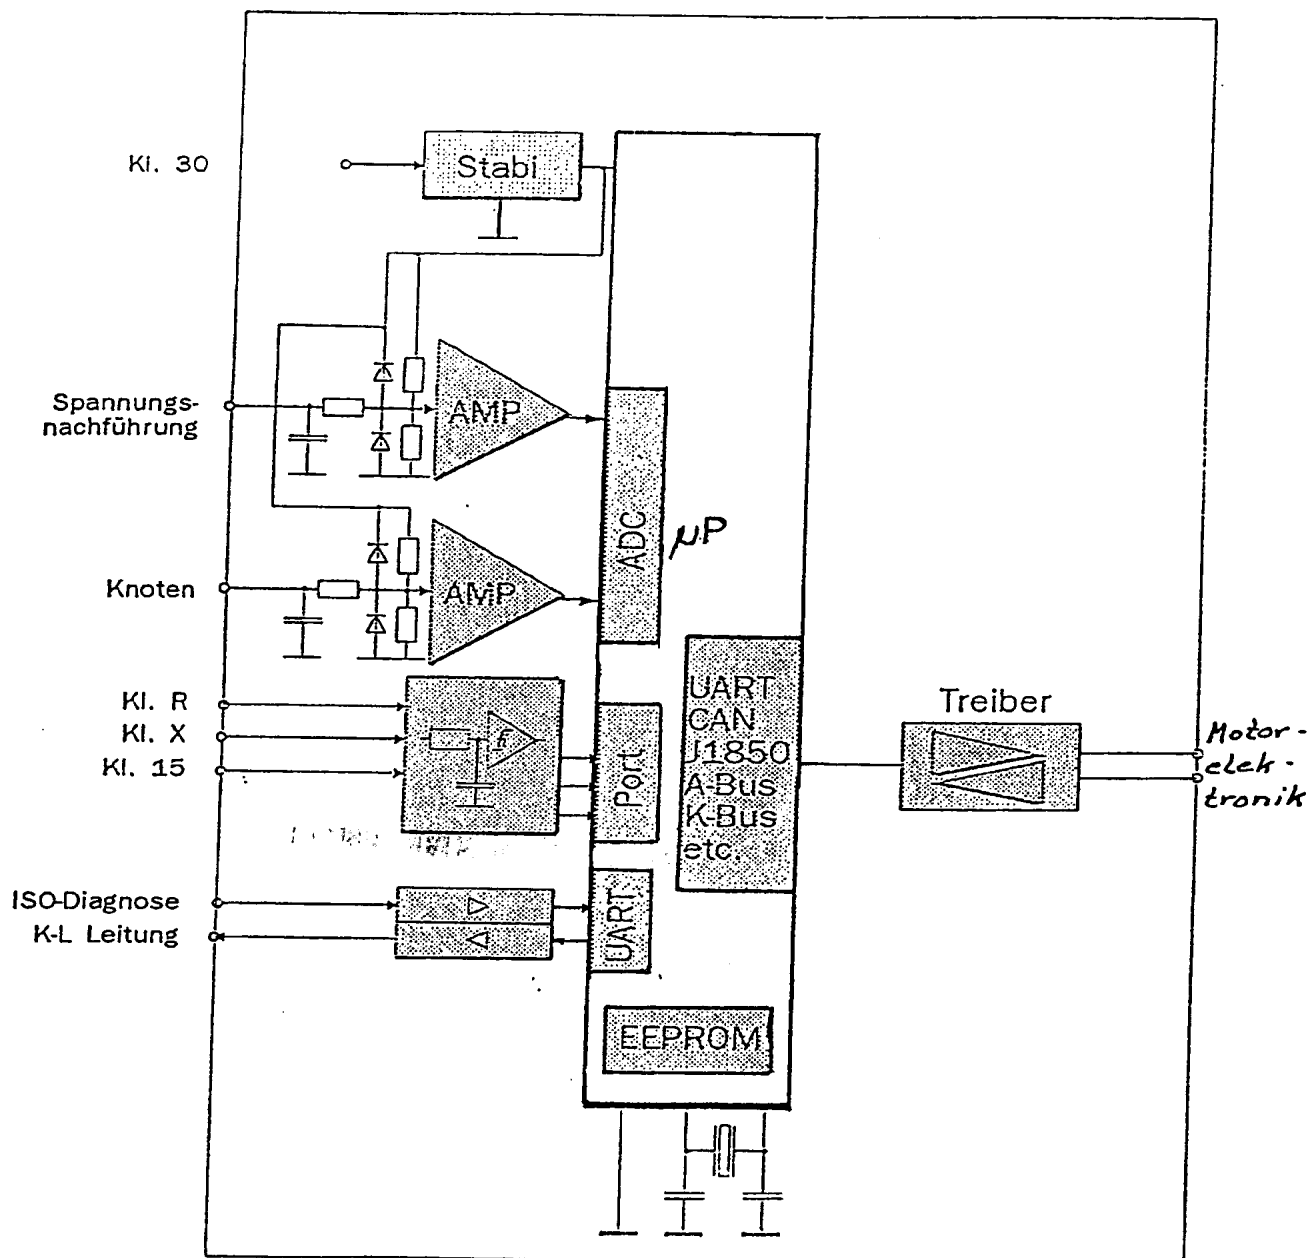 Kl. 30
Stabi
Spannungs-
nachführung
AMP
ADC
µP
Knoten
AMP
Kl. R
Kl. X
Kl. 15
Port
UART
CAN
J1850
A-Bus
K-Bus
etc.
Treiber
Motor-
elek-
tronik
ISO-Diagnose
K-L Leitung
UART
EEPROM